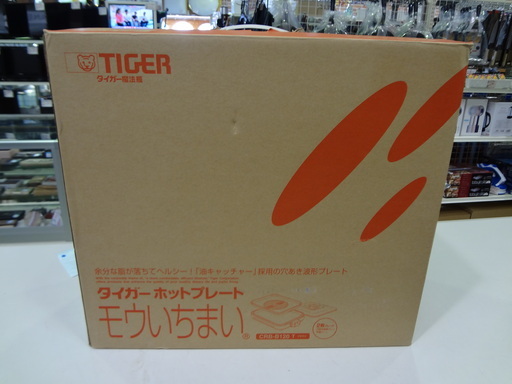 TIGER
タイガー魔法瓶
余分な脂が落ちてヘルシー!「油キャッチャー」採用の穴あき波形プレート
タイガー ホットプレート
モウいちまい®